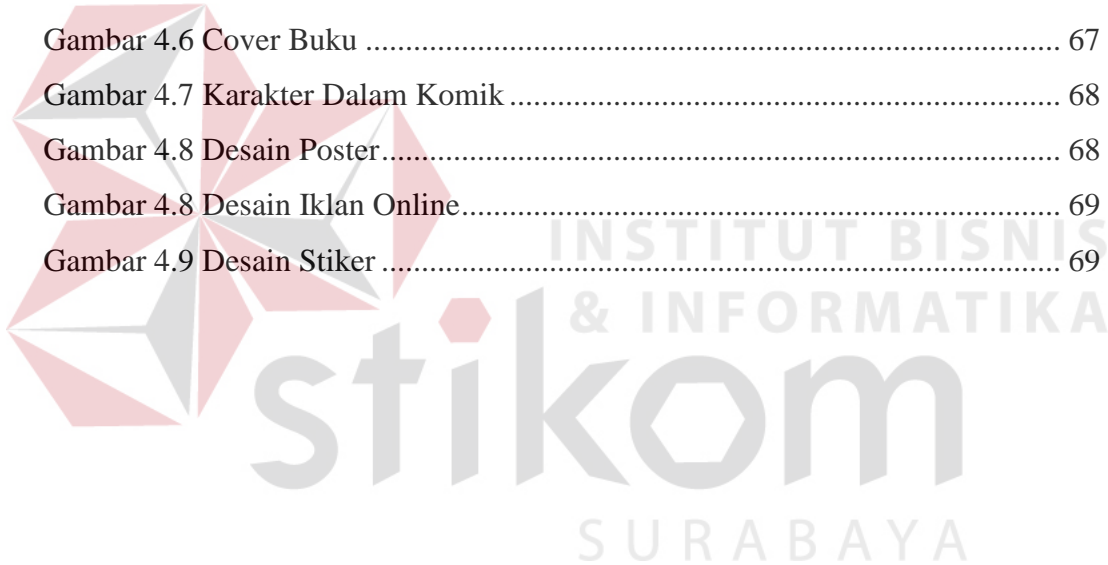 Gambar 4.6 Cover Buku ........................................................................................ 67
Gambar 4.7 Karakter Dalam Komik ...................................................................... 68
Gambar 4.8 Desain Poster...................................................................................... 68
Gambar 4.8 Desain Iklan Online............................................................................ 69
Gambar 4.9 Desain Stiker ...................................................................................... 69
INSTITUT BISNIS
& INFORMATIKA
stikom
SURABAYA